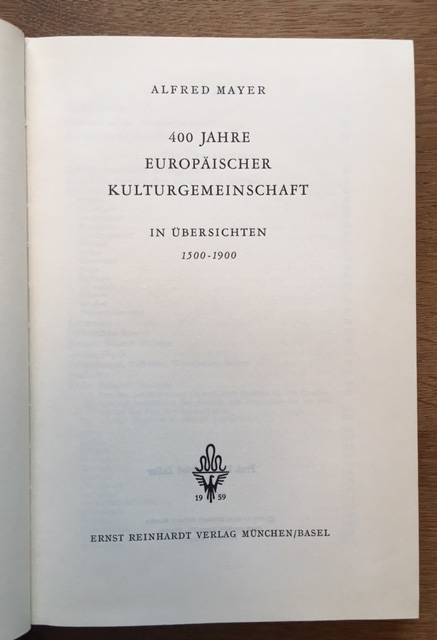 ALFRED MAYER
400 JAHRE
EUROPÄISCHER
KULTURGEMEINSCHAFT
IN ÜBERSICHTEN
1500-1900
19 59
ERNST REINHARDT VERLAG MÜNCHEN/BASEL